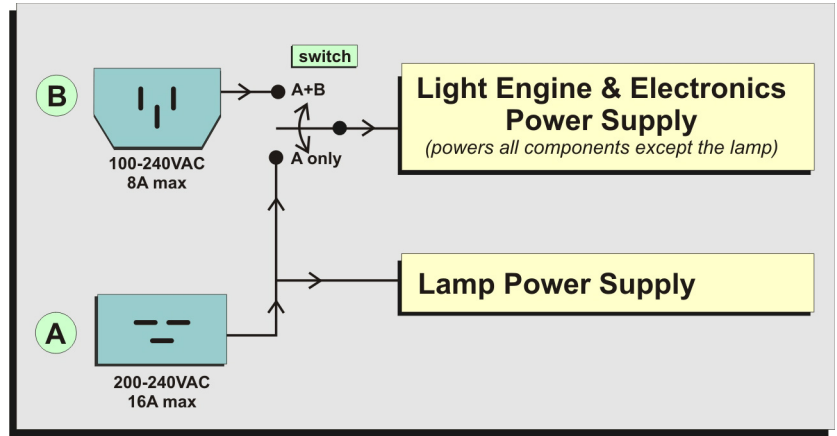 switch
B
A+B
Light Engine & Electronics
Power Supply
(powers all components except the lamp)
100-240VAC
8A max
A only
Lamp Power Supply
A
200-240VAC
16A max